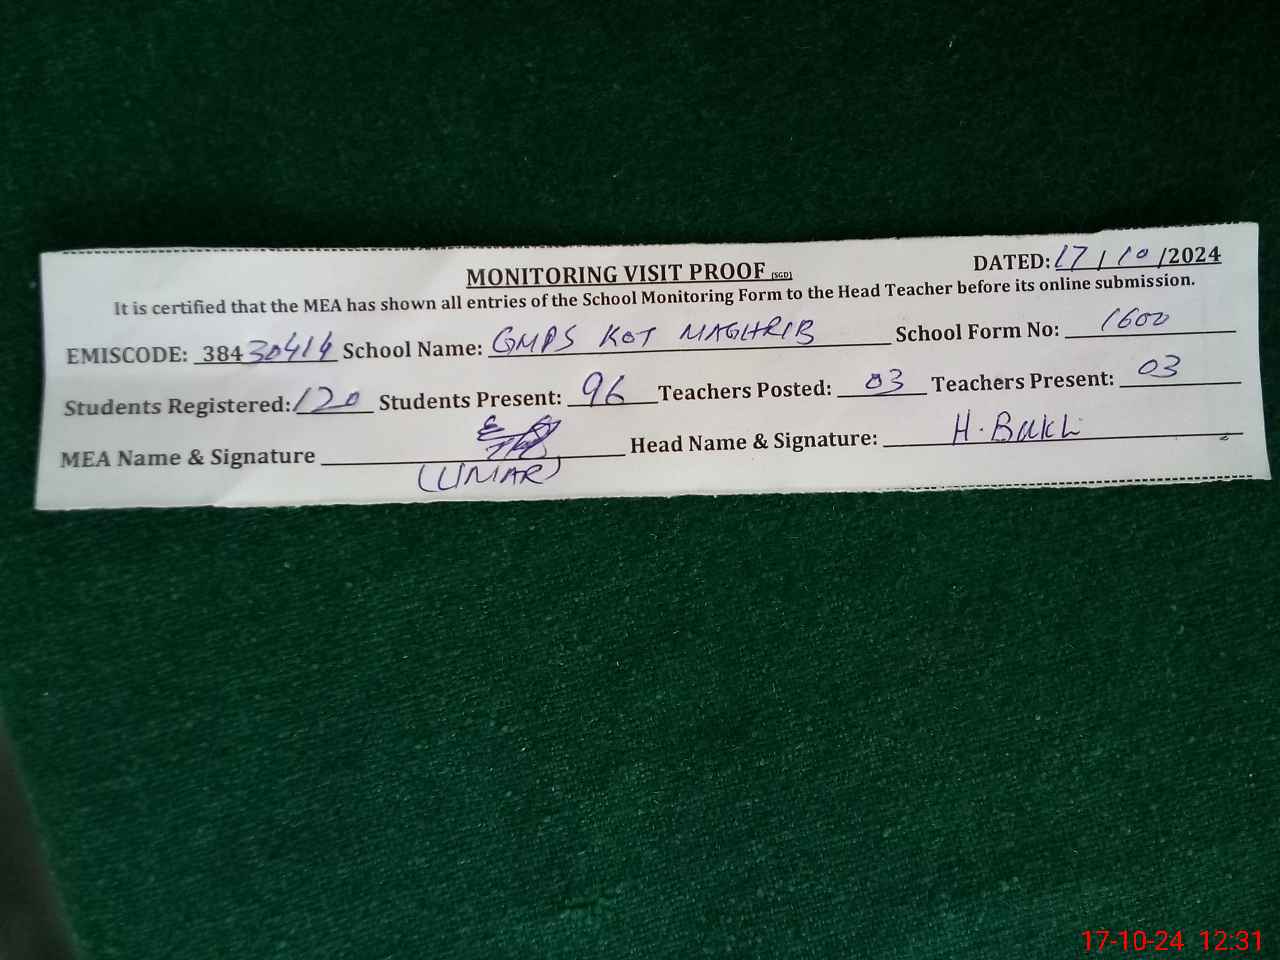 MONITORING VISIT PROOF (SGD) DATED: 17/10/2024
It is certified that the MEA has shown all entries of the School Monitoring Form to the Head Teacher before its online submission.
EMISCODE: 38430414 School Name: GMPS KOT MAGHRIB School Form No: 1600
Students Registered: 120 Students Present: 96 Teachers Posted: 03 Teachers Present: 03
MEA Name & Signature Head Name & Signature: H.
(UMAR)
17-10-24 12:31